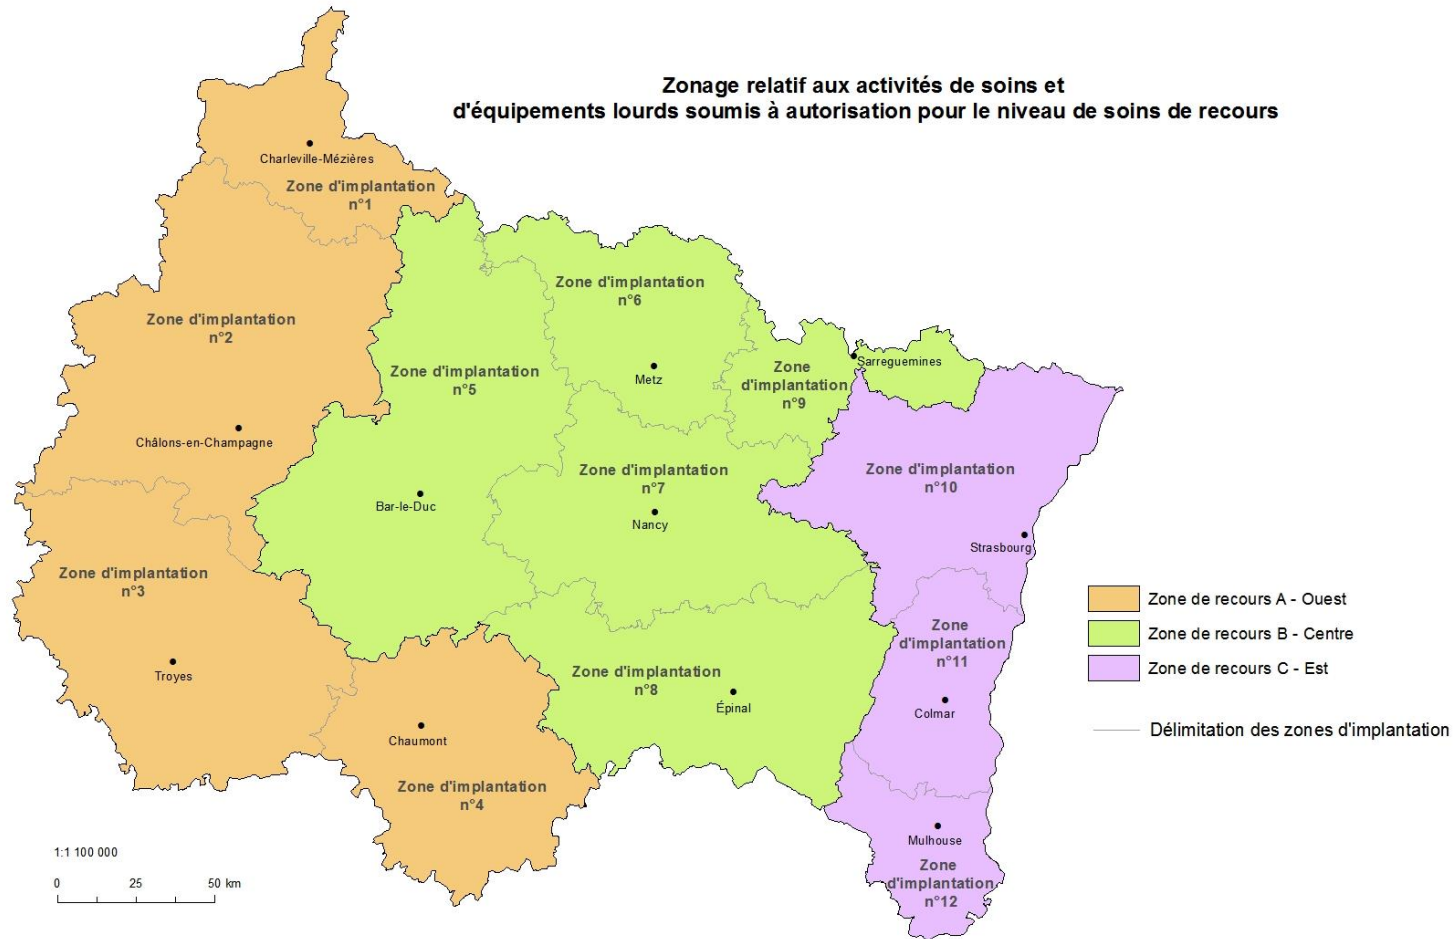 Zonage relatif aux activités de soins et
d'équipements lourds soumis à autorisation pour le niveau de soins de recours
Charleville-Mézières
Zone d'implantation
n°1
Zone d'implantation
n°2
Châlons-en-Champagne
Zone d'implantation
n°3
Troyes
Chaumont
Zone d'implantation
n°4
Zone d'implantation
n°5
Bar-le-Duc
Zone d'implantation
n°6
Metz
Zone d'implantation
n°7
Nancy
Zone d'implantation
n°8
Épinal
Zone
d'implantation
n°9
Sarreguemines
Zone d'implantation
n°10
Strasbourg
Zone
d'implantation
n°11
Colmar
Mulhouse
Zone
d'implantation
n°12
Zone de recours A - Ouest
Zone de recours B - Centre
Zone de recours C - Est
Délimitation des zones d'implantation
1:1 100 000
0 25 50 km